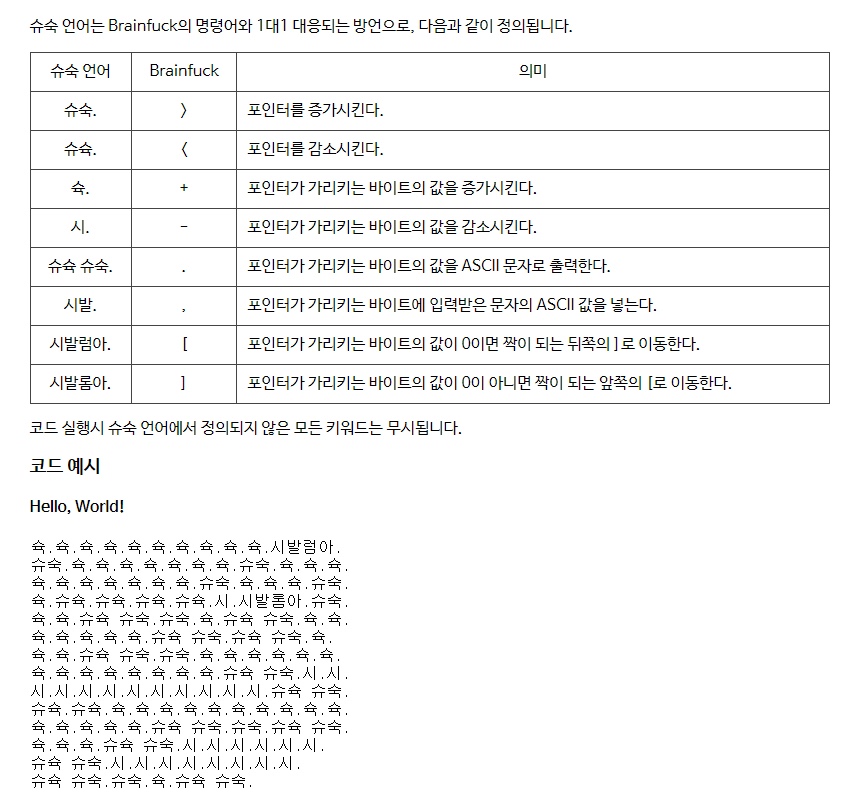 슈숙 언어는 Brainfuck의 명령어와 1대1 대응되는 방언으로, 다음과 같이 정의됩니다.
슈숙 언어 Brainfuck 의미
슈숙. > 포인터를 증가시킨다.
슈슉. < 포인터를 감소시킨다.
슉. + 포인터가 가리키는 바이트의 값을 증가시킨다.
시. - 포인터가 가리키는 바이트의 값을 감소시킨다.
슈슉 슈숙. . 포인터가 가리키는 바이트의 값을 ASCII 문자로 출력한다.
시발. , 포인터가 가리키는 바이트에 입력받은 문자의 ASCII 값을 넣는다.
시발럼아. [ 포인터가 가리키는 바이트의 값이 0이면 짝이 되는 뒤쪽의 ] 로 이동한다.
시발롬아. ] 포인터가 가리키는 바이트의 값이 0이 아니면 짝이 되는 앞쪽의 [로 이동한다.
코드 실행시 슈숙 언어에서 정의되지 않은 모든 키워드는 무시됩니다.
코드 예시
Hello, World!
슉.슉.슉.슉.슉.슉.슉.슉.슉.슉.시발럼아.
슈숙.슉.슉.슉.슉.슉.슉.슉.슈숙.슉.슉.슉.
슉.슉.슉.슉.슉.슉.슉.슈숙.슉.슉.슉.슈숙.
슉.슈슉.슈슉.슈슉.슈슉.시.시발롬아.슈숙.
슉.슉.슈슉 슈숙.슈숙.슉.슈슉 슈숙.슉.슉.
슉.슉.슉.슉.슉.슈슉 슈숙.슈슉 슈숙.슉.
슉.슉.슈슉 슈숙.슈숙.슉.슉.슉.슉.슉.슉.
슉.슉.슉.슉.슉.슉.슉.슉.슈슉 슈숙.시.시.
시.시.시.시.시.시.시.시.시.시.슈슉 슈숙.
슈슉.슈슉.슉.슉.슉.슉.슉.슉.슉.슉.슉.슉.
슉.슉.슉.슉.슉.슈슉 슈숙.슈숙.슈슉 슈숙.
슉.슉.슉.슈슉 슈숙.시.시.시.시.시.시.
슈슉 슈숙.시.시.시.시.시.시.시.시.
슈슉 슈숙.슈숙.슉.슈슉 슈숙.